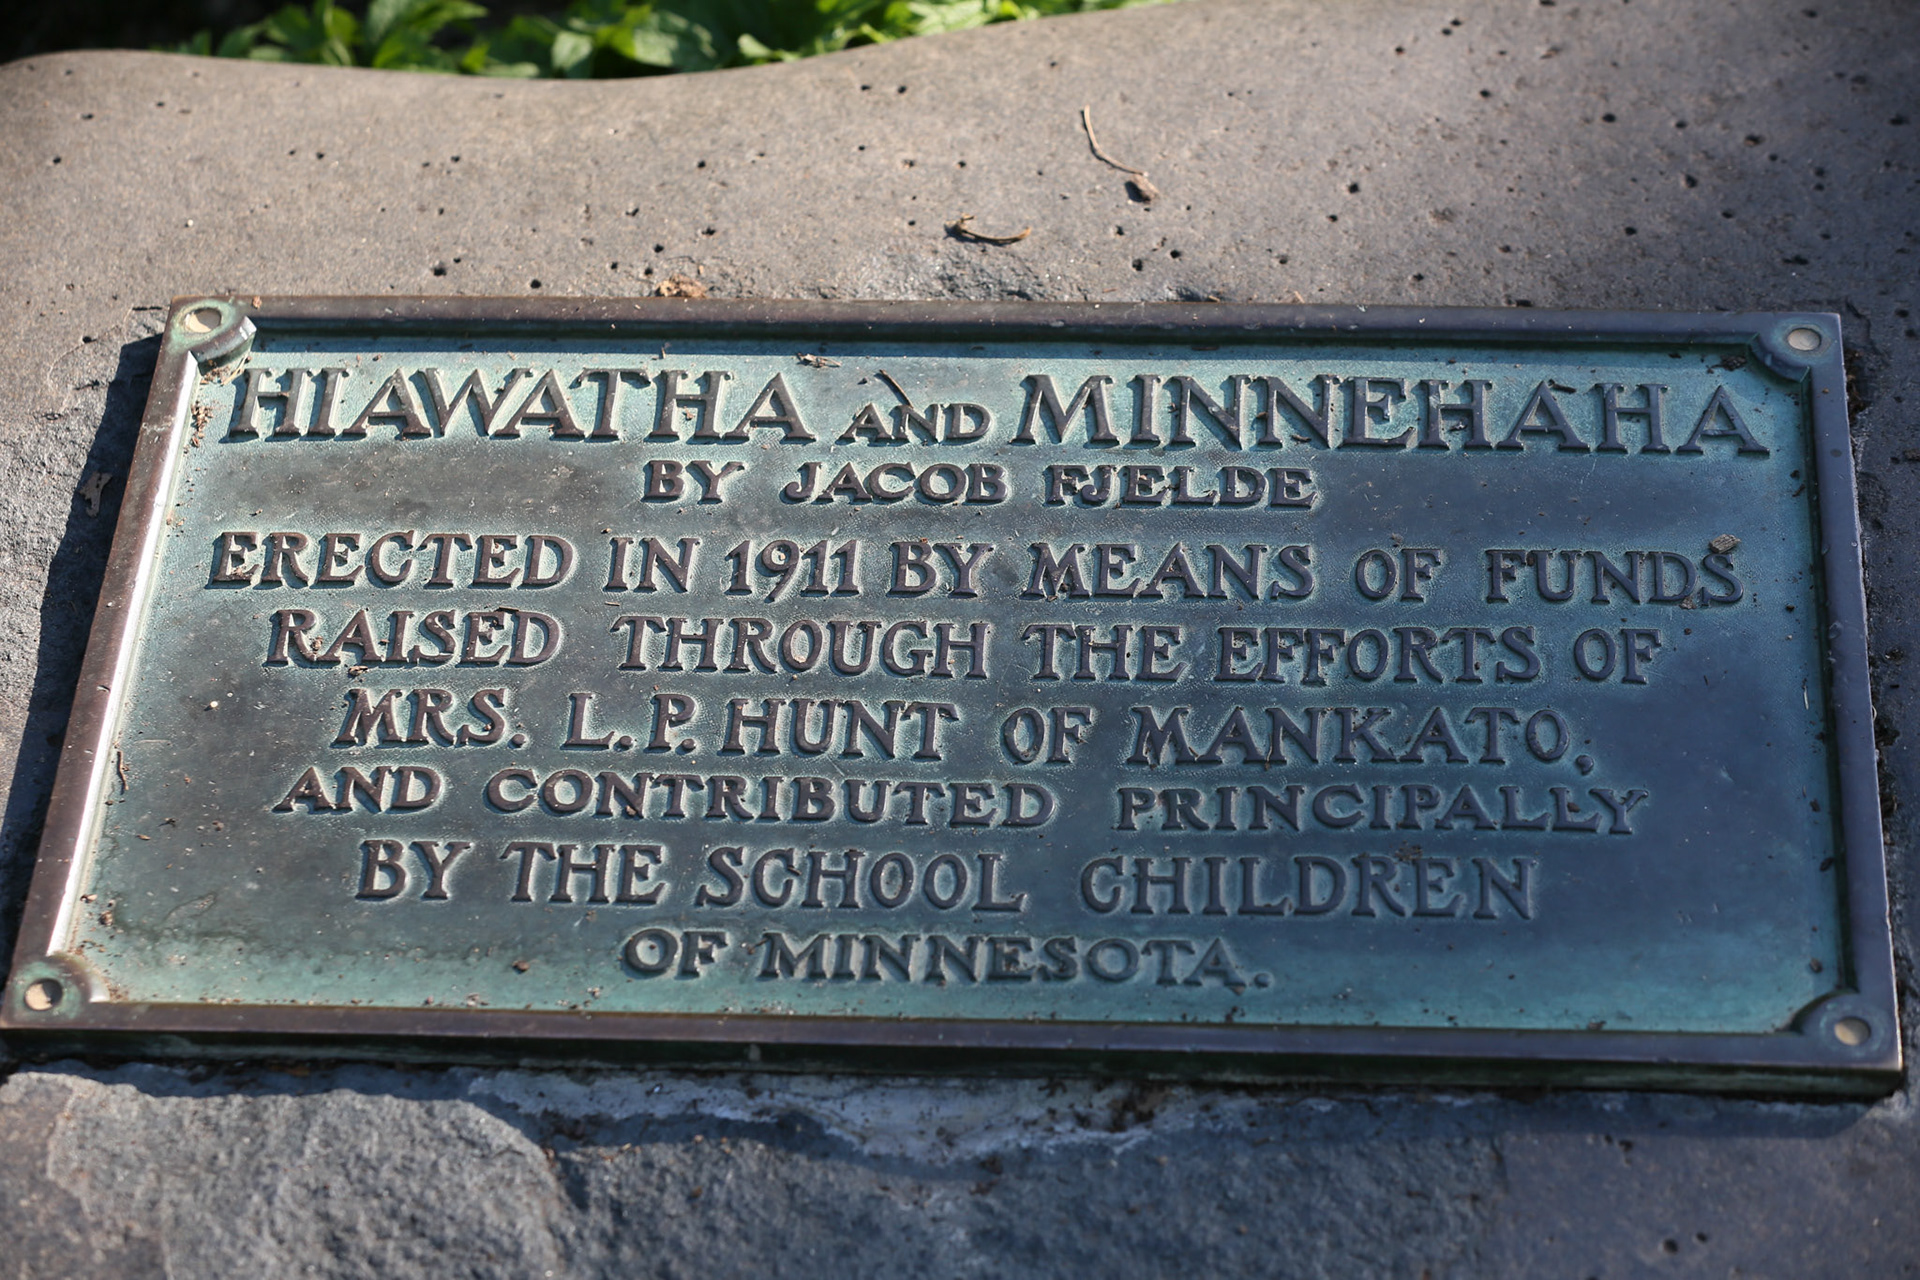 HIAWATHA AND MINNEHAHA
BY JACOB FJELDE
ERECTED IN 1911 BY MEANS OF FUNDS
RAISED THROUGH THE EFFORTS OF
MRS. L.P. HUNT OF MANKATO,
AND CONTRIBUTED PRINCIPALLY
BY THE SCHOOL CHILDREN
OF MINNESOTA.